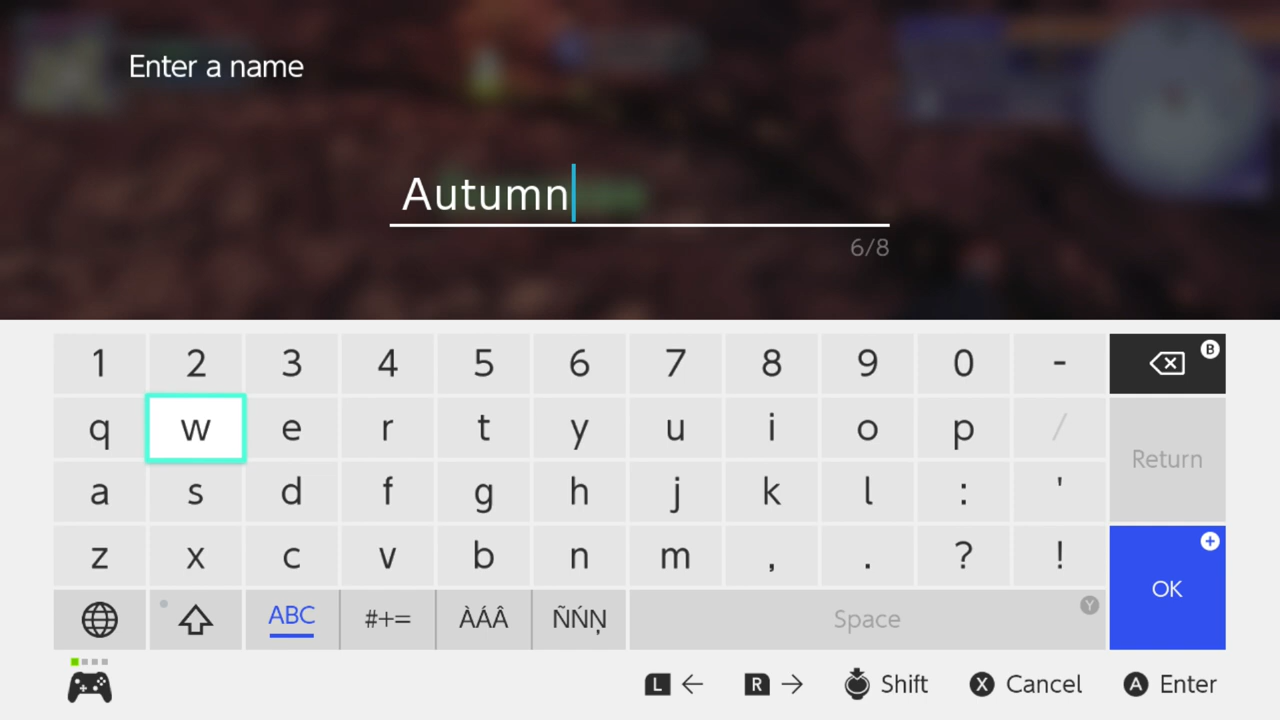 Enter a name
Autumn
6/8
1 2 3 4 5 6 7 8 9 0 - B
q w e r t y u i o p /
Return
a s d f g h j k l : '
z x c v b n m , . ? ! +
OK
ABC #+= ÀÁÂ ÑŃŅ Space Y
L ← R → Shift X Cancel A Enter